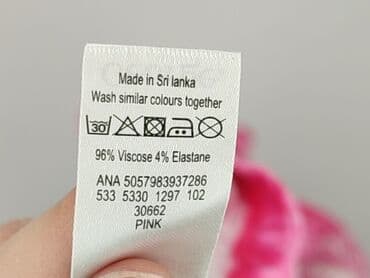 Made in Sri lanka
Wash similar colours together
30
96% Viscose 4% Elastane
ANA 5057983937286
533 5330 1297 102
30662
PINK